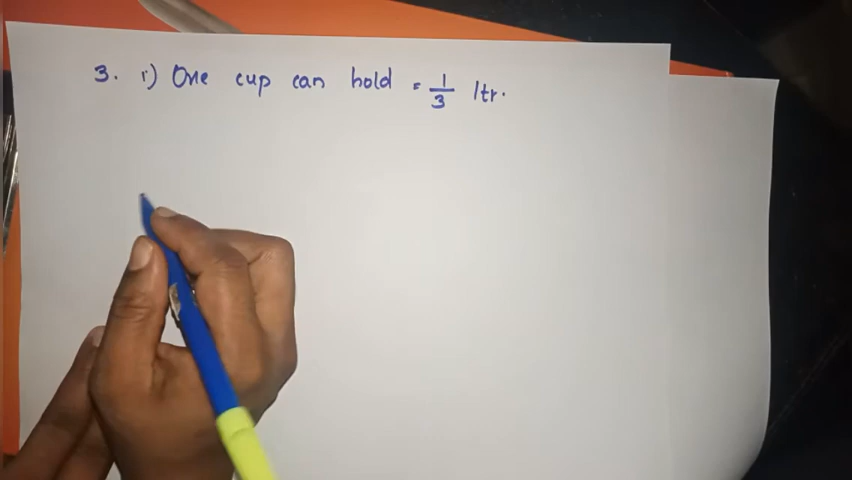 3. i) One cup can hold = 1/3 ltr.